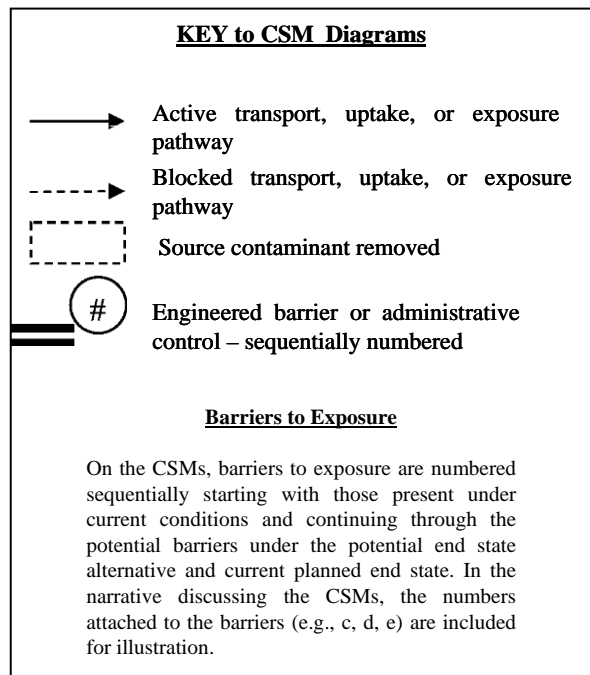 KEY to CSM Diagrams
Active transport, uptake, or exposure
pathway
Blocked transport, uptake, or exposure
pathway
Source contaminant removed
#
Engineered barrier or administrative
control – sequentially numbered
Barriers to Exposure
On the CSMs, barriers to exposure are numbered
sequentially starting with those present under
current conditions and continuing through the
potential barriers under the potential end state
alternative and current planned end state. In the
narrative discussing the CSMs, the numbers
attached to the barriers (e.g., c, d, e) are included
for illustration.